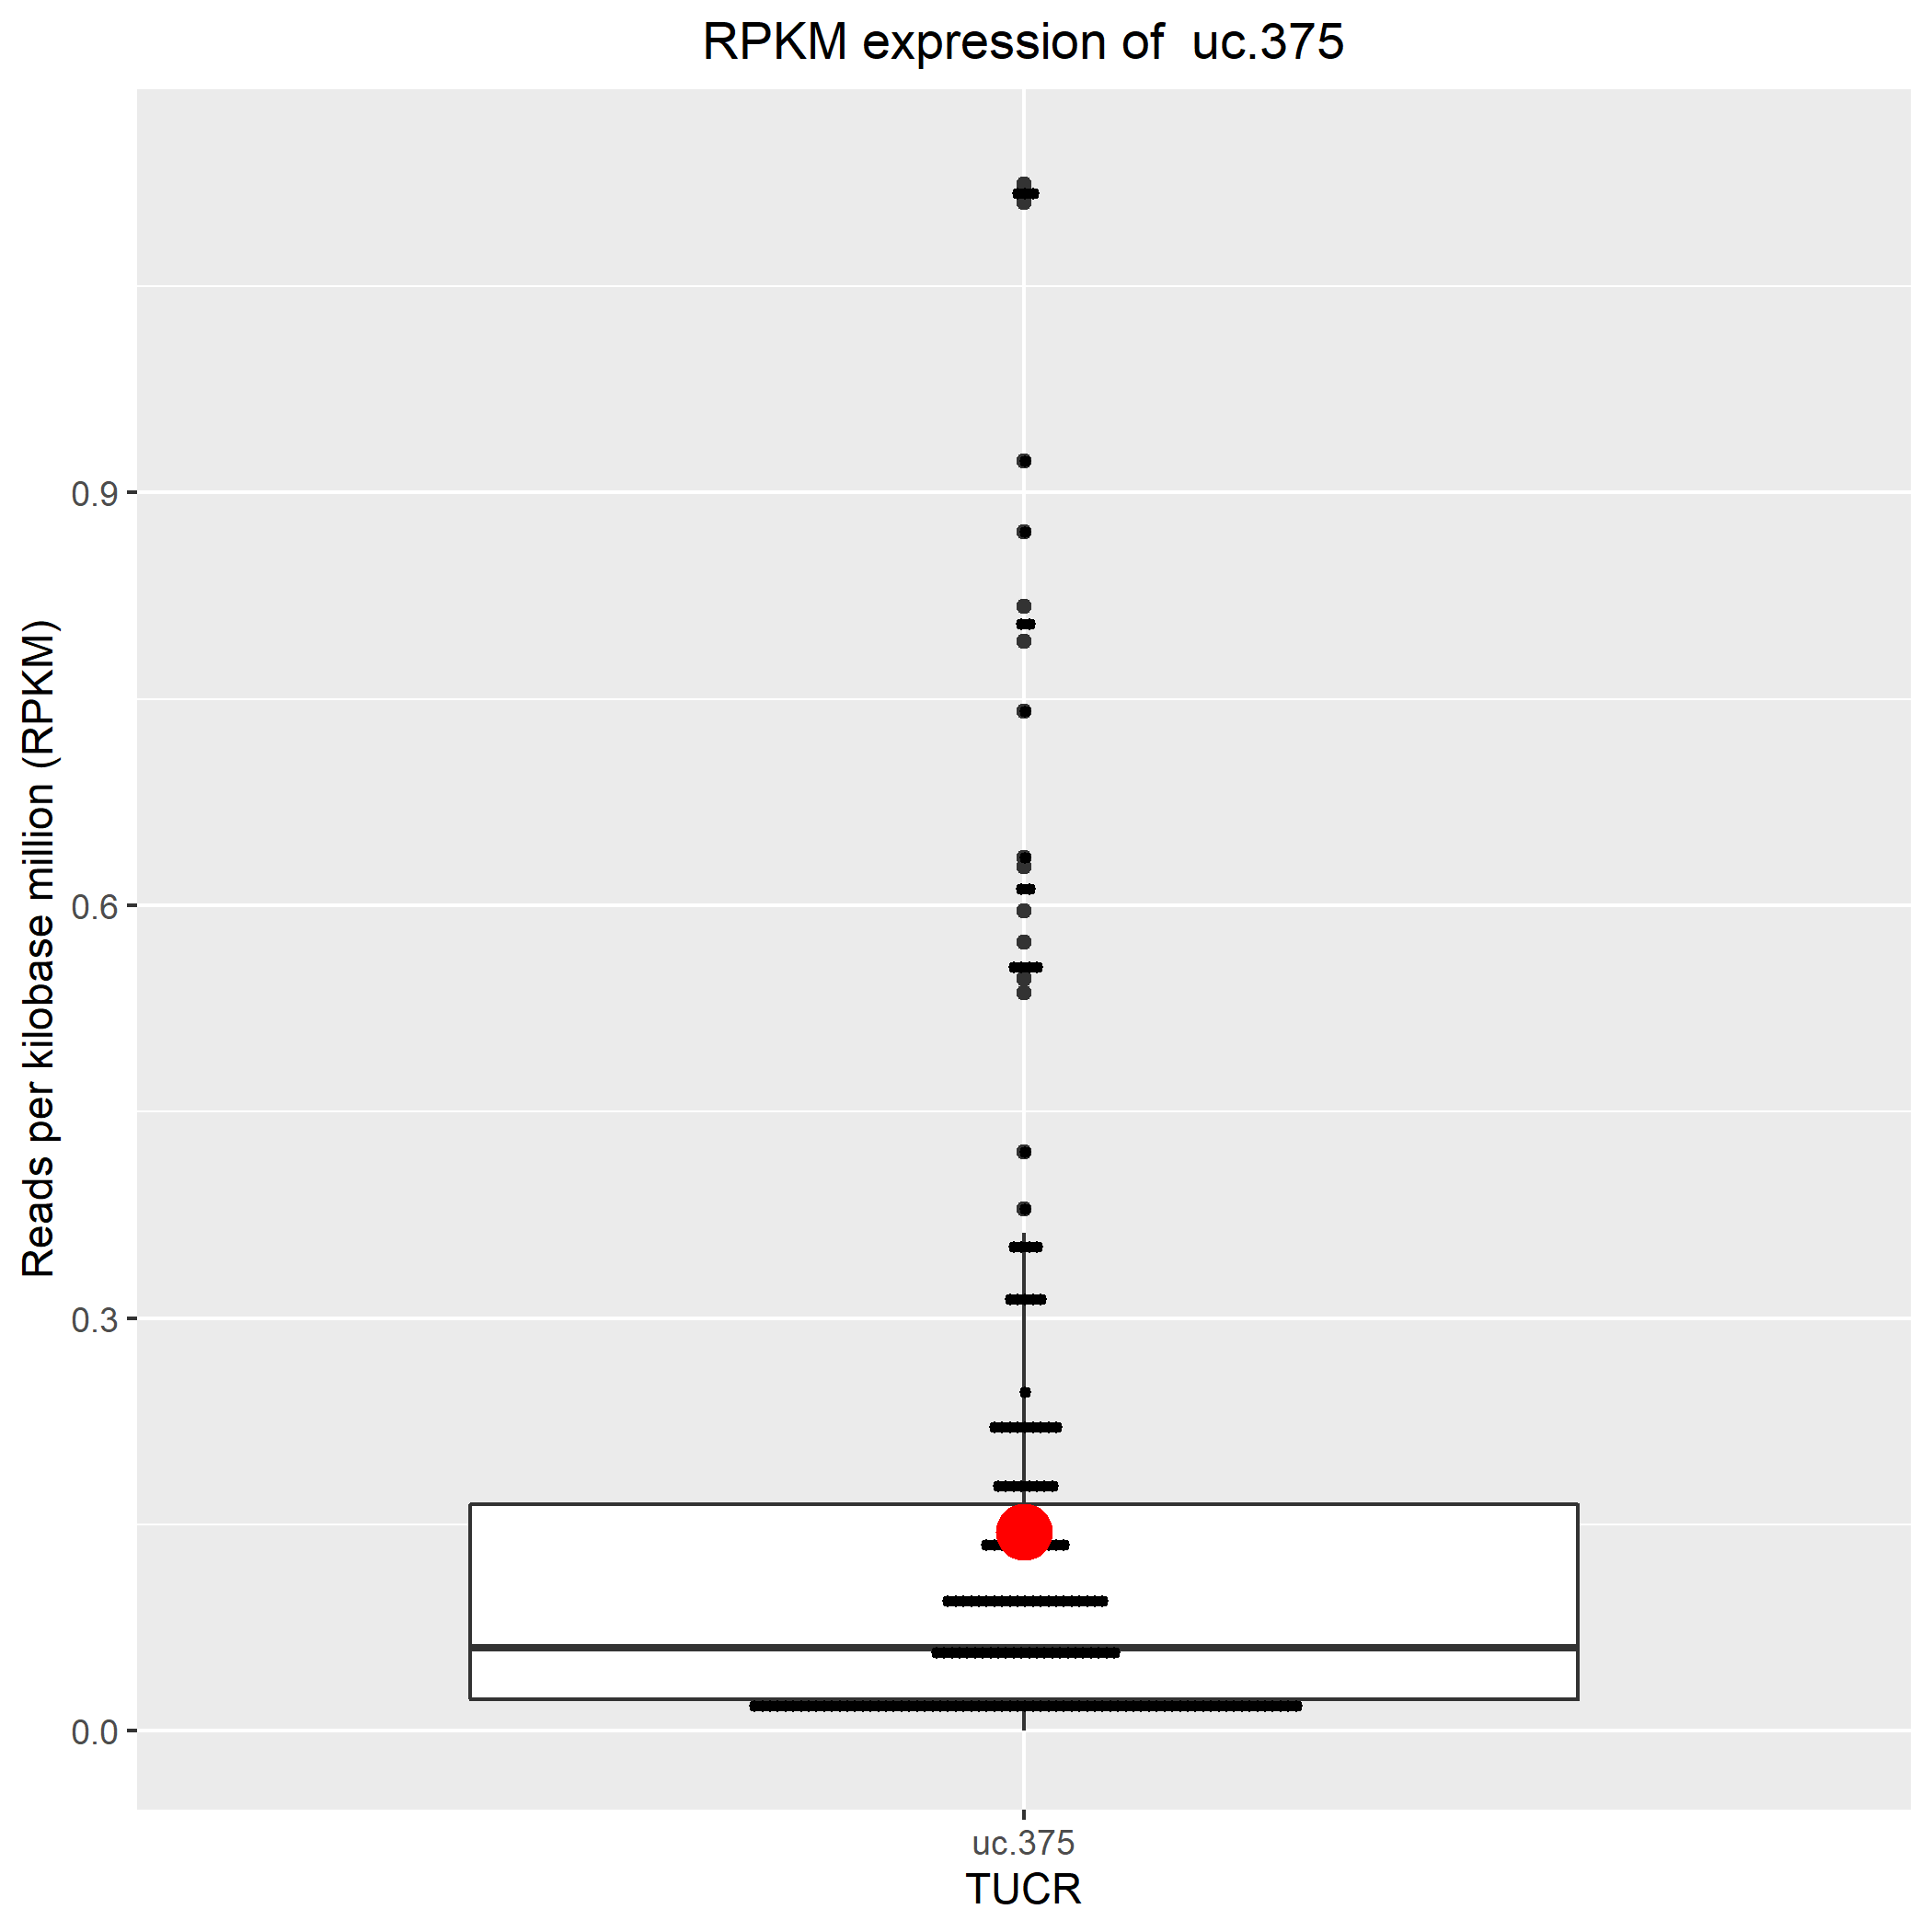 RPKM expression of  uc.375
Reads per kilobase million (RPKM)
0.9
0.6
0.3
0.0
uc.375
TUCR